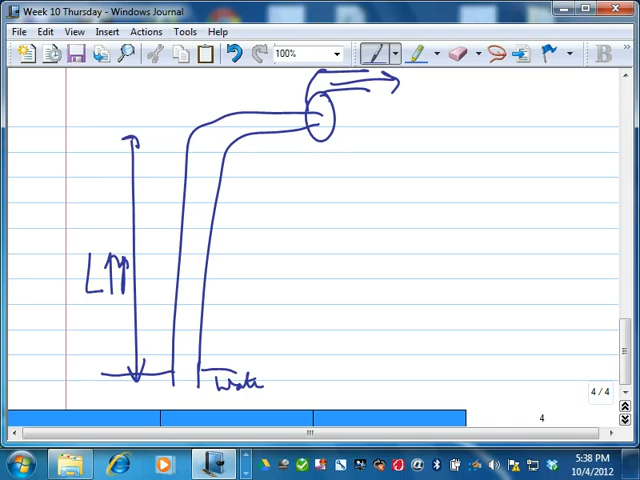 Week 10 Thursday - Windows Journal
File Edit View Insert Actions Tools Help
100%
B
L↑↑
4 / 4
4
5:38 PM
10/4/2012